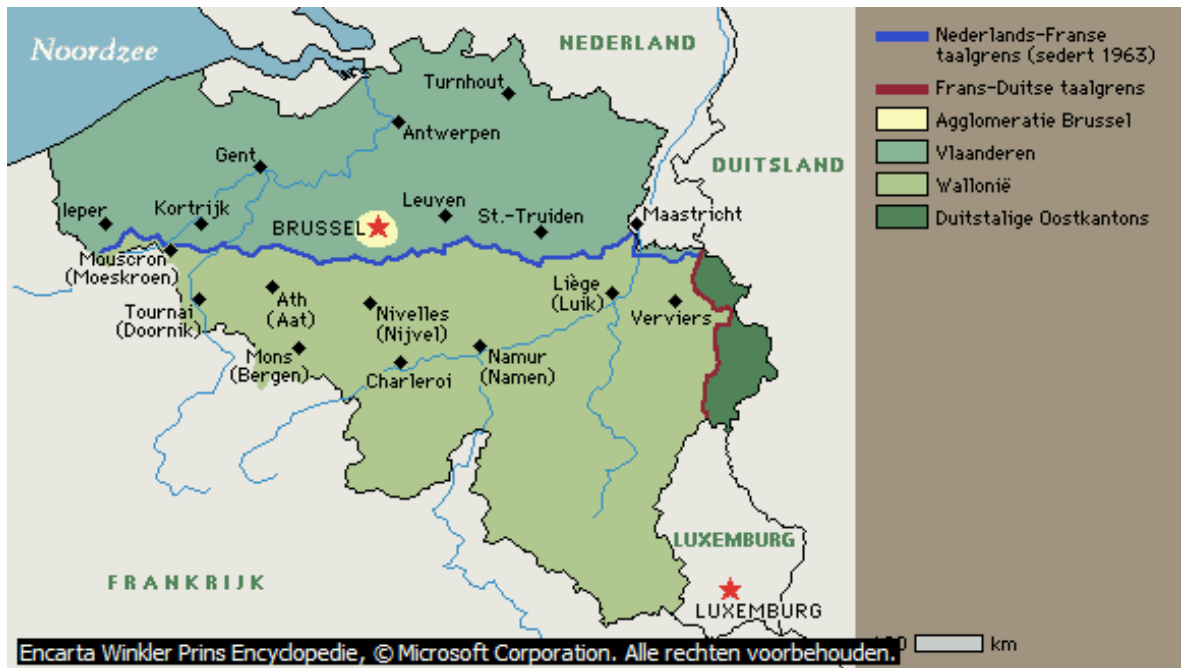 Noordzee
NEDERLAND
Turnhout
Antwerpen
Gent
DUITSLAND
Ieper
Kortrijk
Leuven
BRUSSEL
St.-Truiden
Maastricht
Mouscron
(Moeskroen)
Tournai
(Doornik)
Ath
(Aat)
Nivelles
(Nijvel)
Liège
(Luik)
Verviers
Mons
(Bergen)
Charleroi
Namur
(Namen)
FRANKRIJK
LUXEMBURG
LUXEMBURG
Nederlands-Franse
taalgrens (sedert 1963)
Frans-Duitse taalgrens
Agglomeratie Brussel
Vlaanderen
Wallonië
Duitstalige Oostkantons
km
Encarta Winkler Prins Encyclopedie, © Microsoft Corporation. Alle rechten voorbehouden.